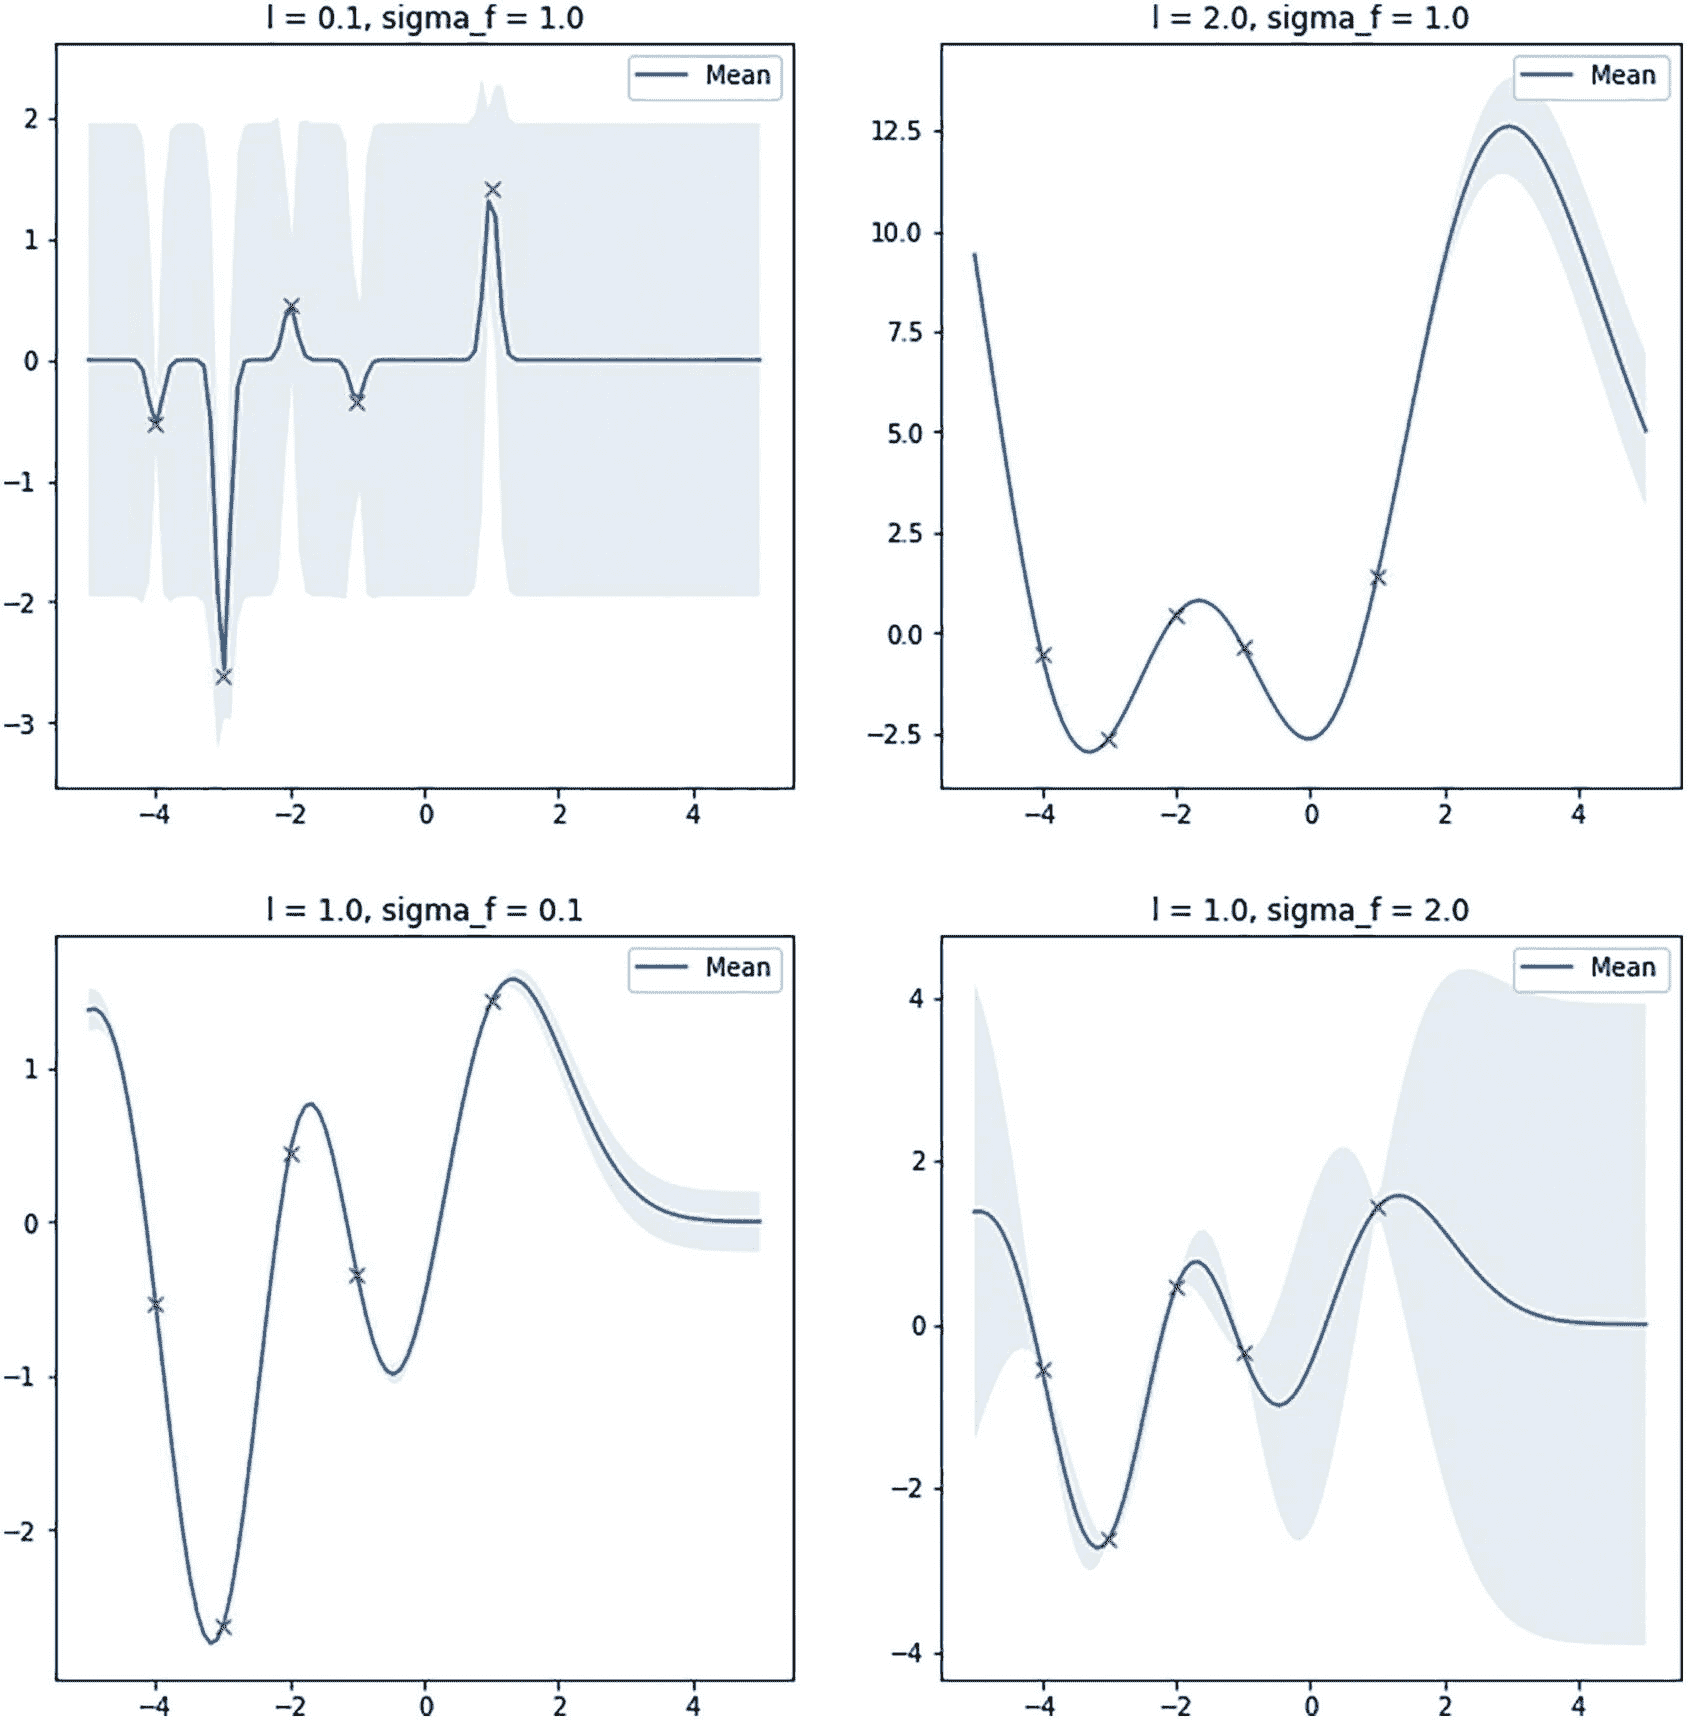 l = 0.1, sigma_f = 1.0
Mean
2
1
0
−1
−2
−3
−4 −2 0 2 4
l = 2.0, sigma_f = 1.0
Mean
12.5
10.0
7.5
5.0
2.5
0.0
−2.5
−4 −2 0 2 4
l = 1.0, sigma_f = 0.1
Mean
1
0
−1
−2
−4 −2 0 2 4
l = 1.0, sigma_f = 2.0
Mean
4
2
0
−2
−4
−4 −2 0 2 4